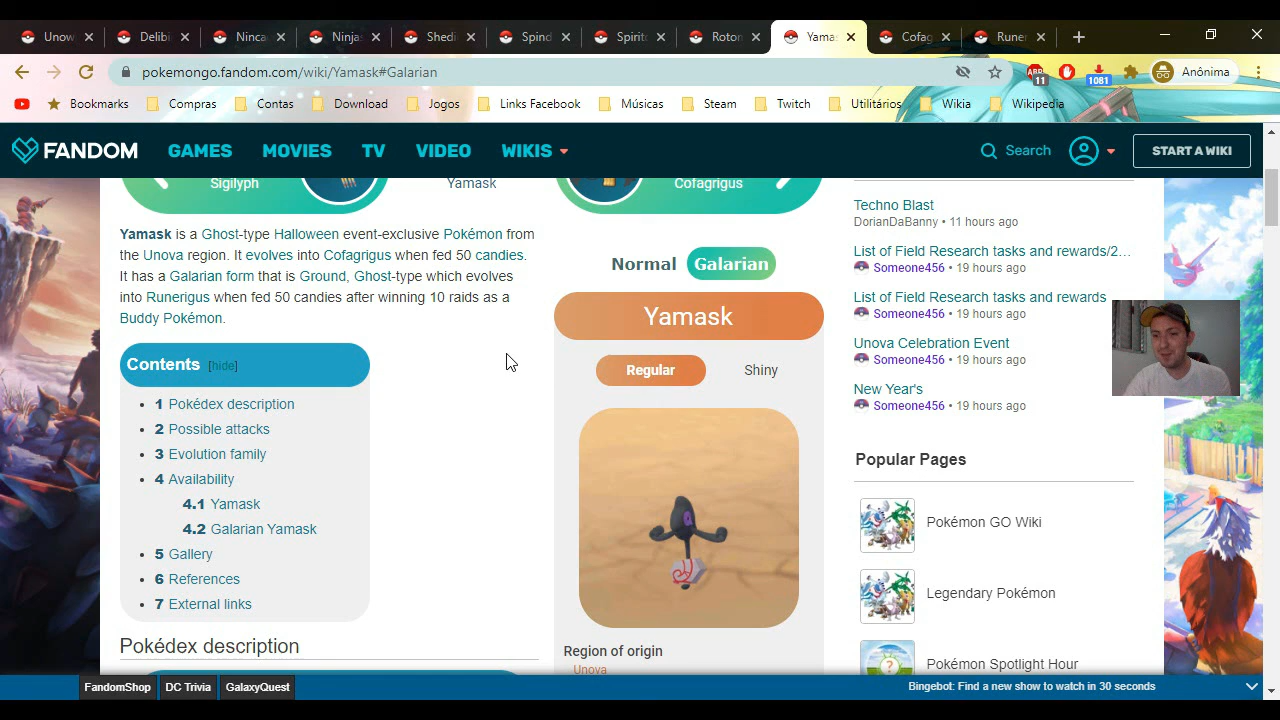 Unow
Delibi
Ninca
Ninja
Shedi
Spind
Spirito
Roton
Yama
Cofag
Runer
pokemongo.fandom.com/wiki/Yamask#Galarian
11
1081
Anônima
Bookmarks
Compras
Contas
Download
Jogos
Links Facebook
Músicas
Steam
Twitch
Utilitários
Wikia
Wikipedia
FANDOM
GAMES
MOVIES
TV
VIDEO
WIKIS
Search
START A WIKI
Sigilyph
Yamask
Cofagrigus
Yamask is a Ghost-type Halloween event-exclusive Pokémon from
the Unova region. It evolves into Cofagrigus when fed 50 candies.
It has a Galarian form that is Ground, Ghost-type which evolves
into Runerigus when fed 50 candies after winning 10 raids as a
Buddy Pokémon.
Contents [hide]
1 Pokédex description
2 Possible attacks
3 Evolution family
4 Availability
4.1 Yamask
4.2 Galarian Yamask
5 Gallery
6 References
7 External links
Pokédex description
Normal Galarian
Yamask
Regular
Shiny
Region of origin
Unova
Techno Blast
DorianDaBanny • 11 hours ago
List of Field Research tasks and rewards/2...
Someone456 • 19 hours ago
List of Field Research tasks and rewards
Someone456 • 19 hours ago
Unova Celebration Event
Someone456 • 19 hours ago
New Year's
Someone456 • 19 hours ago
Popular Pages
Pokémon GO Wiki
Legendary Pokémon
Pokémon Spotlight Hour
FandomShop
DC Trivia
GalaxyQuest
Bingebot: Find a new show to watch in 30 seconds